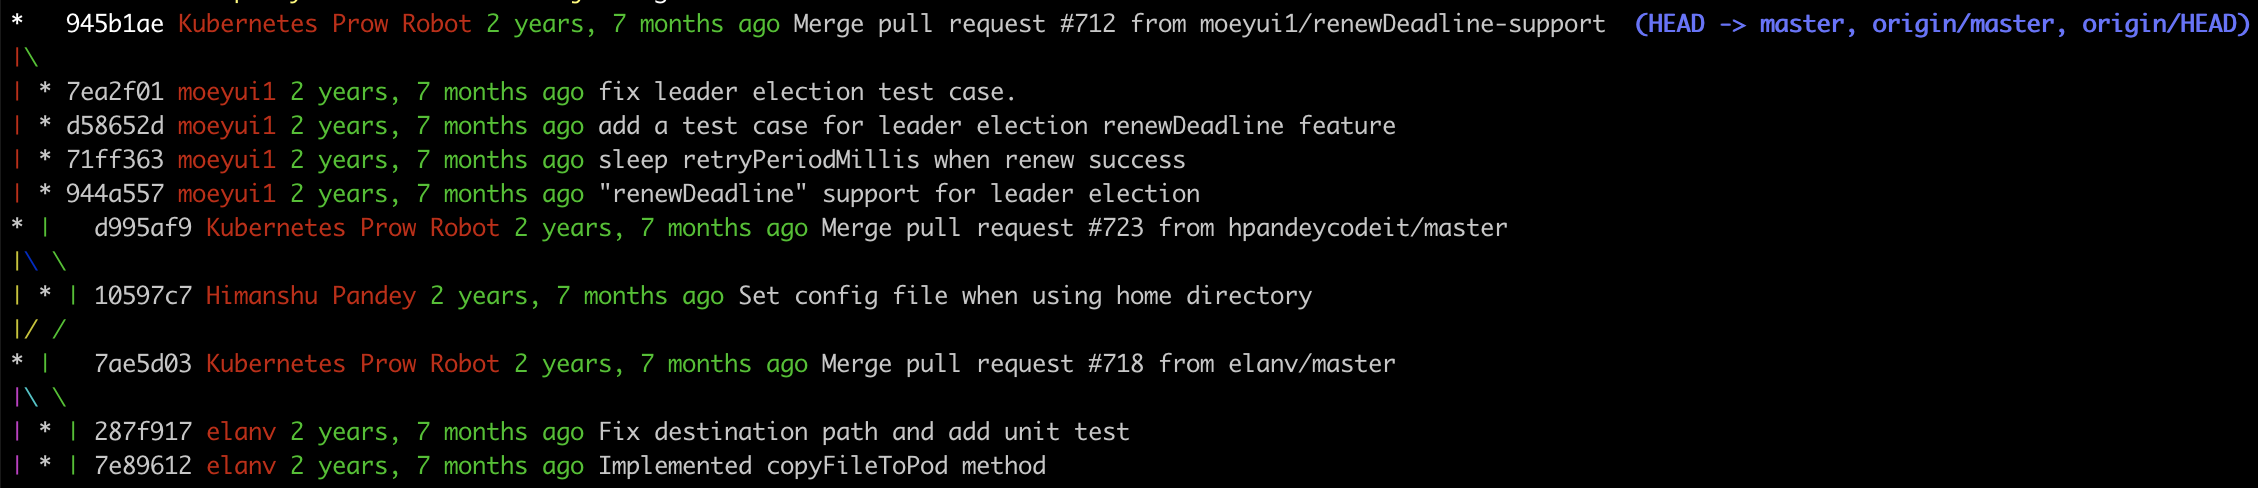 * 945b1ae Kubernetes Prow Robot 2 years, 7 months ago Merge pull request #712 from moeyui1/renewDeadline-support (HEAD -> master, origin/master, origin/HEAD)
|\
| * 7ea2f01 moeyui1 2 years, 7 months ago fix leader election test case.
| * d58652d moeyui1 2 years, 7 months ago add a test case for leader election renewDeadline feature
| * 71ff363 moeyui1 2 years, 7 months ago sleep retryPeriodMillis when renew success
| * 944a557 moeyui1 2 years, 7 months ago "renewDeadline" support for leader election
* | d995af9 Kubernetes Prow Robot 2 years, 7 months ago Merge pull request #723 from hpandeycodeit/master
|\ \
| * | 10597c7 Himanshu Pandey 2 years, 7 months ago Set config file when using home directory
|/ /
* | 7ae5d03 Kubernetes Prow Robot 2 years, 7 months ago Merge pull request #718 from elanv/master
|\ \
| * | 287f917 elanv 2 years, 7 months ago Fix destination path and add unit test
| * | 7e89612 elanv 2 years, 7 months ago Implemented copyFileToPod method